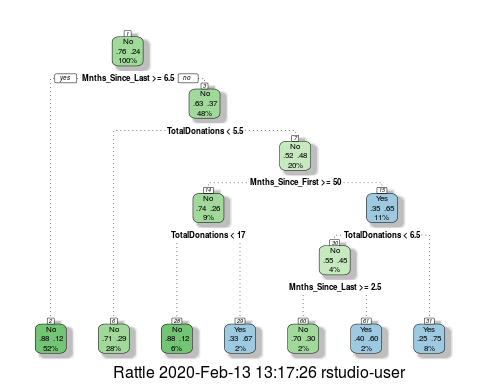 1
No
.76 .24
100%
yes Mnths_Since_Last >= 6.5 no
3
No
.63 .37
48%
TotalDonations < 5.5
7
No
.52 .48
20%
Mnths_Since_First >= 50
14 15
No Yes
.74 .26 .35 .65
9% 11%
TotalDonations < 17 TotalDonations < 6.5
30
No
.55 .45
4%
Mnths_Since_Last >= 2.5
2 6 28 29 60 61 31
No No No Yes No Yes Yes
.88 .12 .71 .29 .88 .12 .33 .67 .70 .30 .40 .60 .25 .75
52% 28% 6% 2% 2% 2% 8%
Rattle 2020-Feb-13 13:17:26 rstudio-user